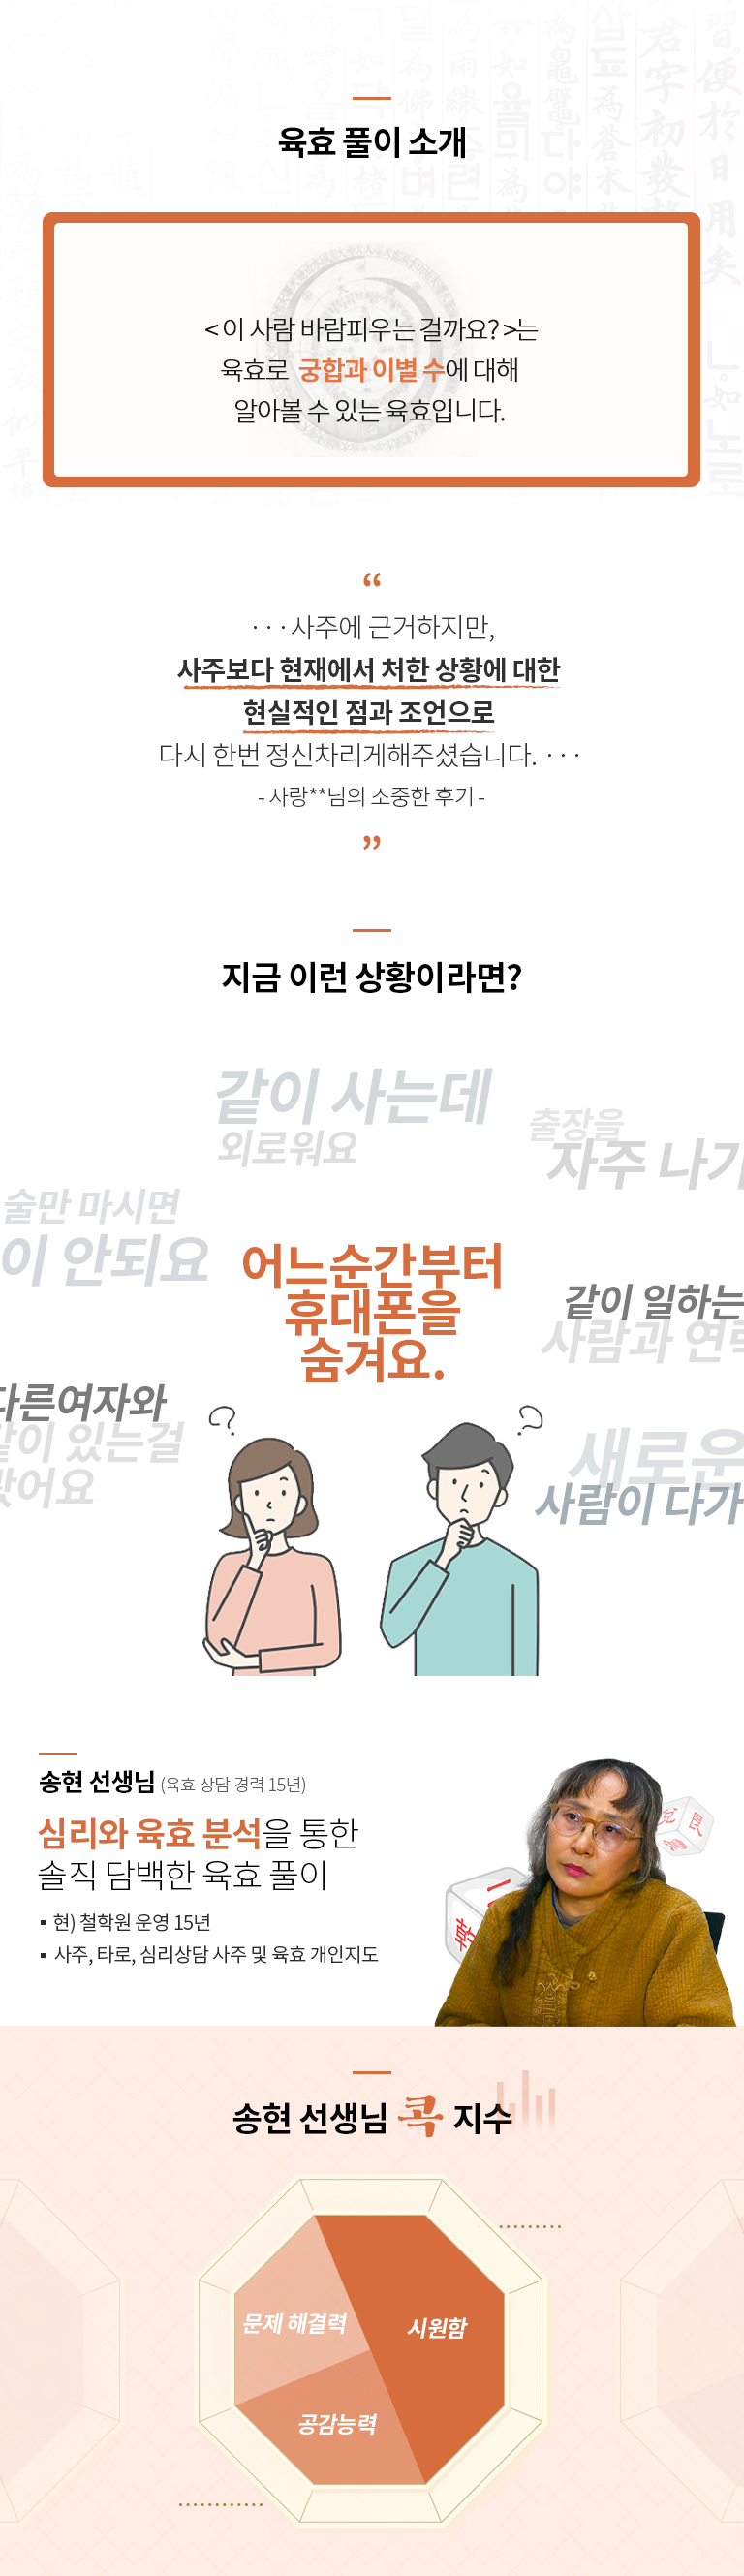 육효 풀이 소개
< 이 사람 바람피우는 걸까요? >는
육효로 궁합과 이별 수에 대해
알아볼 수 있는 육효입니다.
“
· · · 사주에 근거하지만,
사주보다 현재에서 처한 상황에 대한
현실적인 점과 조언으로
다시 한번 정신차리게해주셨습니다. · · ·
- 사랑**님의 소중한 후기 -
”
지금 이런 상황이라면?
같이 사는데
외로워요
출장을
자주 나가
술만 마시면
이 안되요
어느순간부터
휴대폰을
숨겨요.
같이 일하는
사람과 연락
다른여자와
같이 있는걸
봤어요
새로운
사람이 다가
송현 선생님 (육효 상담 경력 15년)
심리와 육효 분석을 통한
솔직 담백한 육효 풀이
▪ 현) 철학원 운영 15년
▪ 사주, 타로, 심리상담 사주 및 육효 개인지도
송현 선생님 콕 지수
문제 해결력
시원함
공감능력